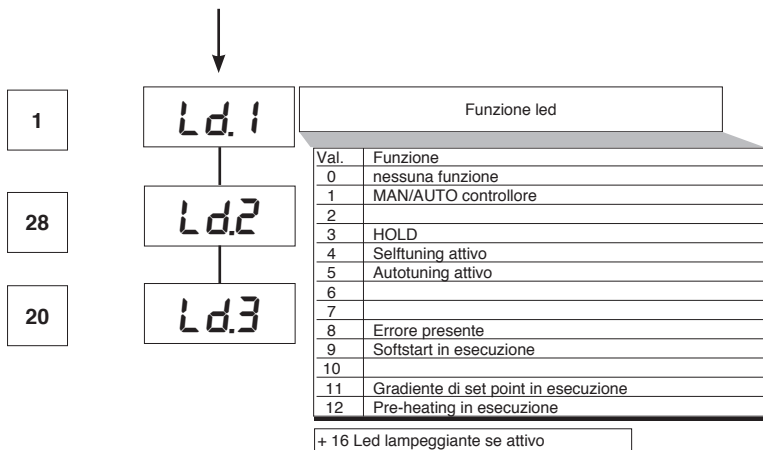 1
Ld.1
Funzione led
Val. Funzione
0 nessuna funzione
1 MAN/AUTO controllore
2
28
Ld.2
3 HOLD
4 Selftuning attivo
5 Autotuning attivo
6
7
20
Ld.3
8 Errore presente
9 Softstart in esecuzione
10
11 Gradiente di set point in esecuzione
12 Pre-heating in esecuzione
+ 16 Led lampeggiante se attivo